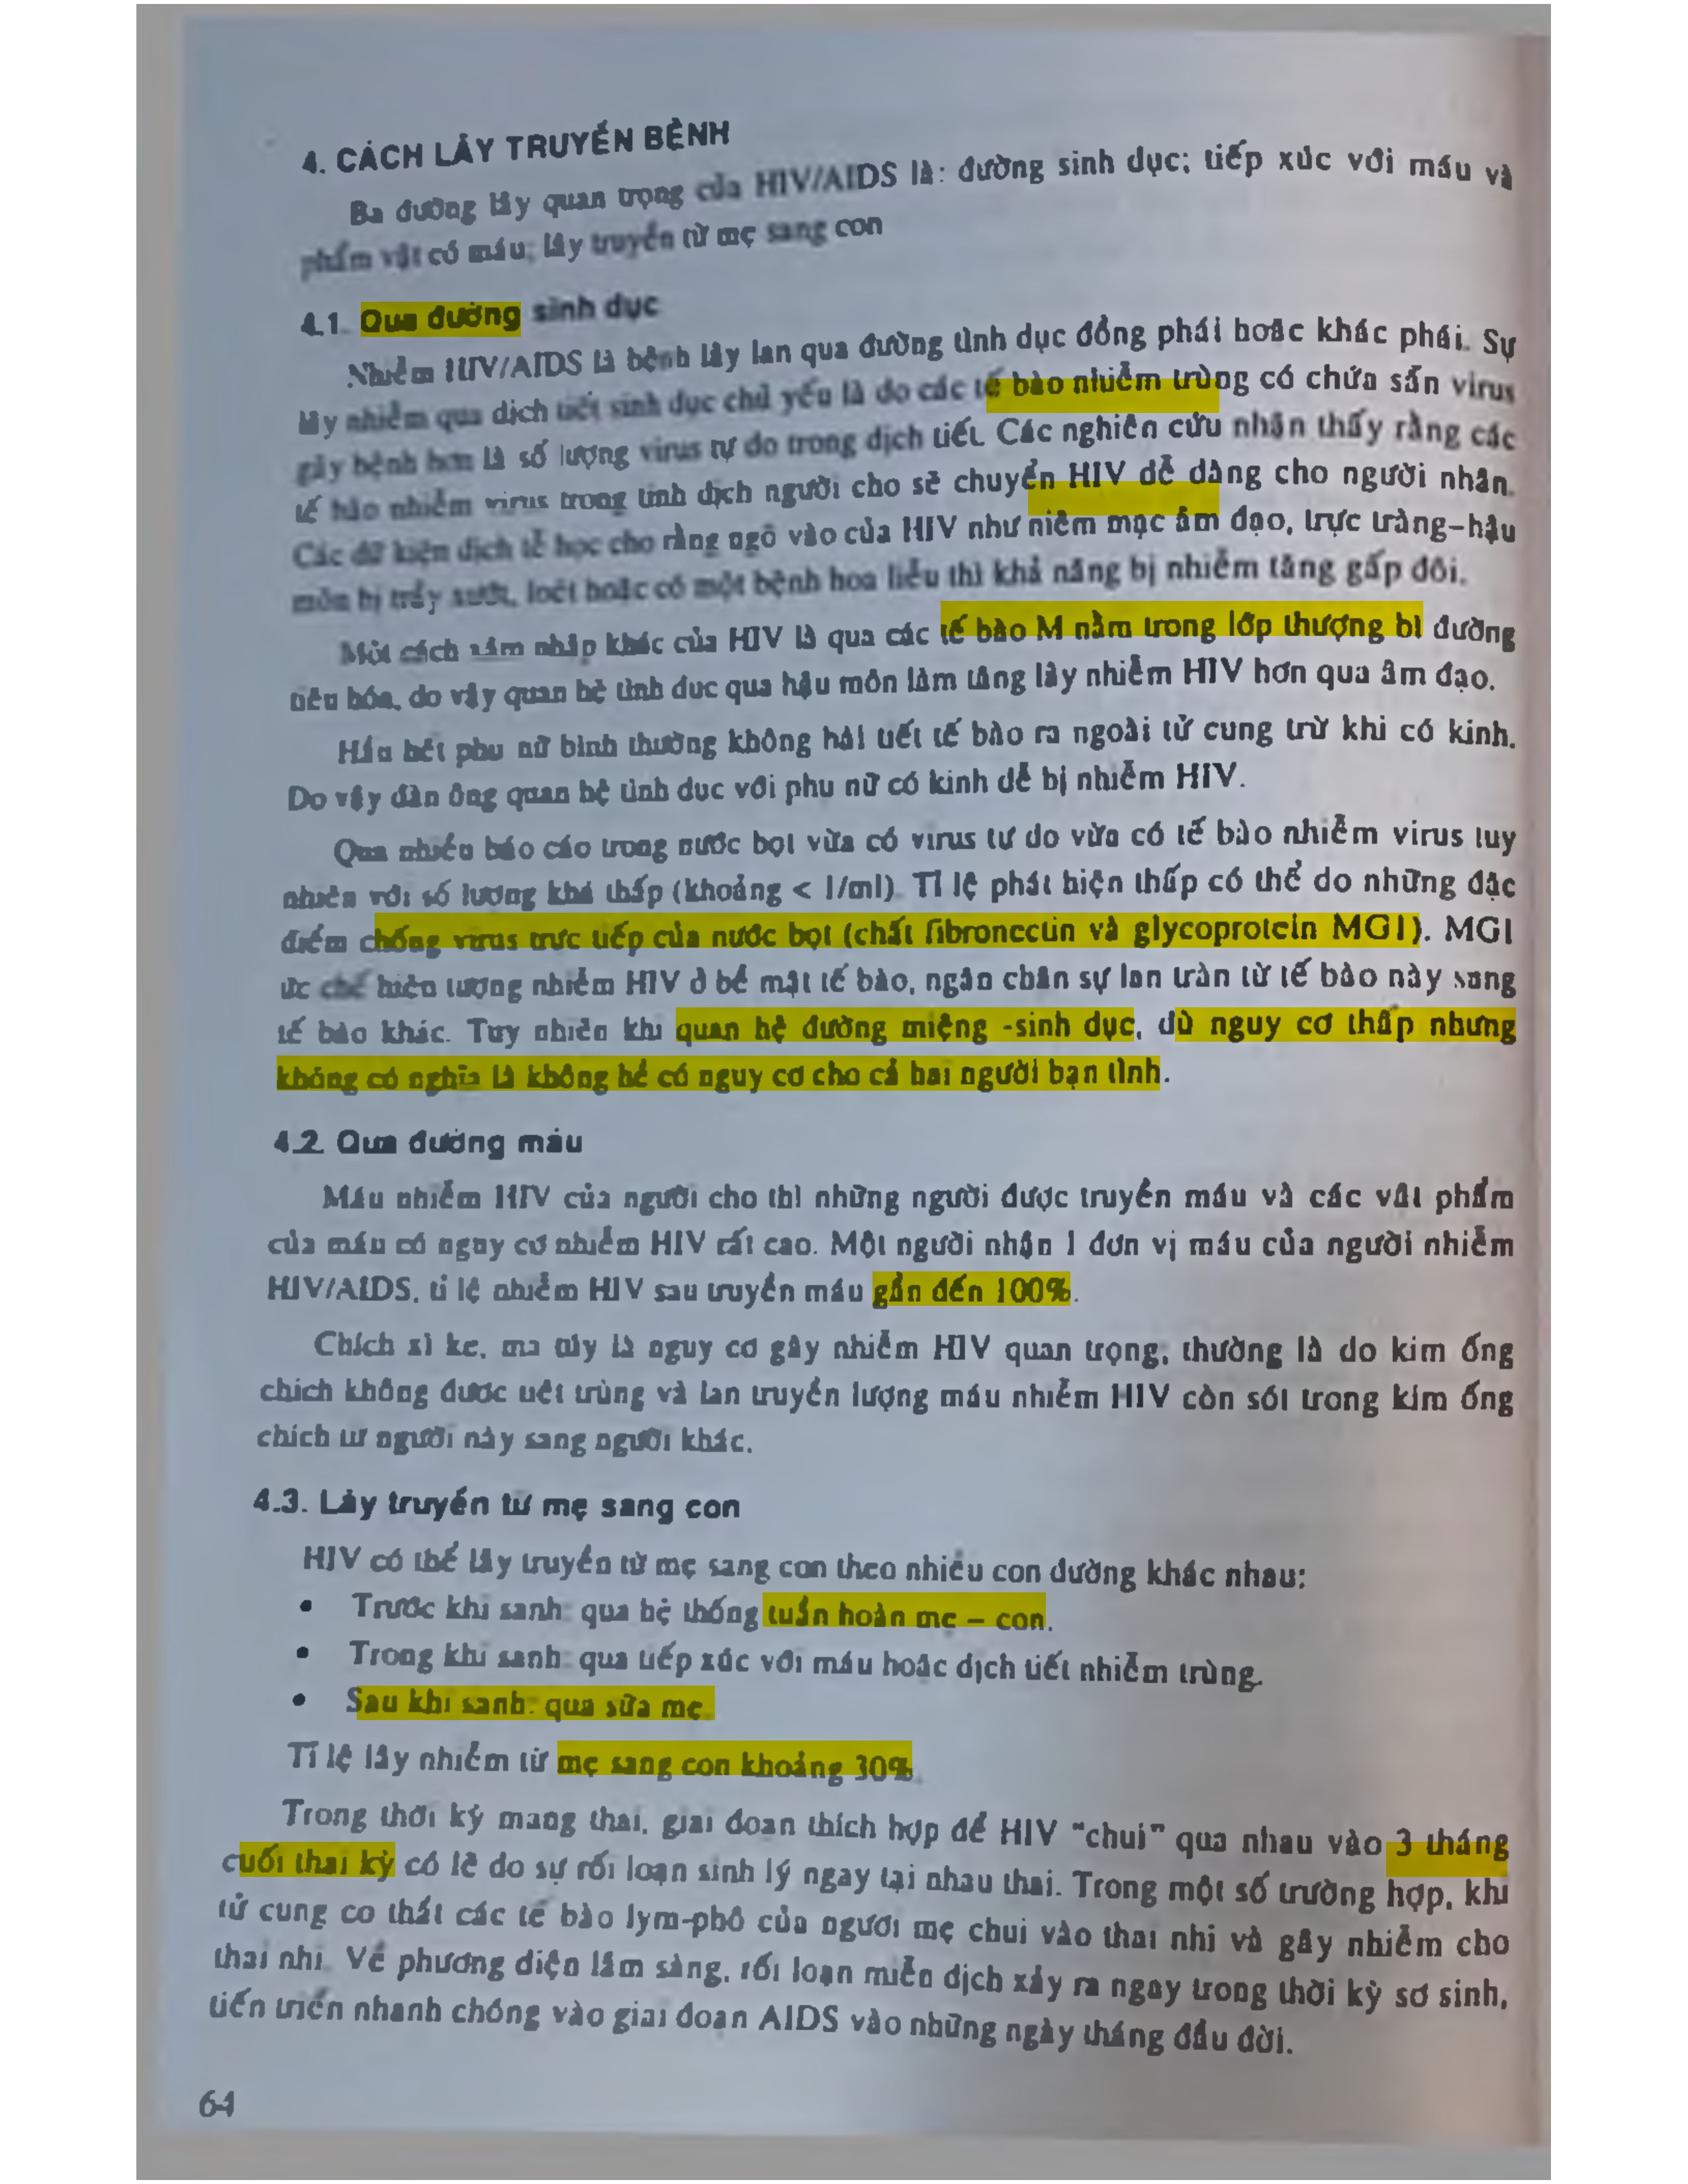 4. CÁCH LÂY TRUYỀN BỆNH
Ba đường lây quan trọng của HIV/AIDS là: đường sinh dục; tiếp xúc với máu và
phẩm vật có máu; lây truyền từ mẹ sang con
4.1. Qua đường sinh dục
Nhiễm HIV/AIDS là bệnh lây lan qua đường tình dục đồng phái hoặc khác phái. Sự
lây nhiễm qua dịch tiết sinh dục chủ yếu là do các tế bào nhiễm trùng có chứa sẵn virus
gây bệnh hơn là số lượng virus tự do trong dịch tiết. Các nghiên cứu nhận thấy rằng các
tế bào nhiễm virus trong tinh dịch người cho sẽ chuyển HIV dễ dàng cho người nhận.
Các dữ kiện dịch tễ học cho rằng ngõ vào của HIV như niêm mạc âm đạo, trực tràng–hậu
môn bị trầy xướt, loét hoặc có một bệnh hoa liễu thì khả năng bị nhiễm tăng gấp đôi.
Một cách xâm nhập khác của HIV là qua các tế bào M nằm trong lớp thượng bì đường
tiêu hóa, do vậy quan hệ tình dục qua hậu môn làm tăng lây nhiễm HIV hơn qua âm đạo.
Hầu hết phụ nữ bình thường không bài tiết tế bào ra ngoài tử cung trừ khi có kinh.
Do vậy đàn ông quan hệ tình dục với phụ nữ có kinh dễ bị nhiễm HIV.
Qua nhiều báo cáo trong nước bọt vừa có virus tự do vừa có tế bào nhiễm virus tuy
nhiên với số lượng khá thấp (khoảng < 1/ml). Tỉ lệ phát hiện thấp có thể do những đặc
điểm chống virus trực tiếp của nước bọt (chất fibronectin và glycoprotein MG1). MG1
ức chế hiện tượng nhiễm HIV ở bề mặt tế bào, ngăn chăn sự lan tràn từ tế bào này sang
tế bào khác. Tuy nhiên khi quan hệ đường miệng -sinh dục, dù nguy cơ thấp nhưng
không có nghĩa là không hề có nguy cơ cho cả hai người bạn tình.
4.2. Qua đường máu
Máu nhiễm HIV của người cho thì những người được truyền máu và các vật phẩm
của máu có nguy cơ nhiễm HIV rất cao. Một người nhận 1 đơn vị máu của người nhiễm
HIV/AIDS, tỉ lệ nhiễm HIV sau truyền máu gần đến 100%.
Chích xì ke, ma túy là nguy cơ gây nhiễm HIV quan trọng, thường là do kim ống
chích không được tiệt trùng và lan truyền lượng máu nhiễm HIV còn sót trong kim ống
chích từ người này sang người khác.
4.3. Lây truyền từ mẹ sang con
HIV có thể lây truyền từ mẹ sang con theo nhiều con đường khác nhau:
• Trước khi sanh: qua hệ thống tuần hoàn mẹ – con.
• Trong khi sanh: qua tiếp xúc với máu hoặc dịch tiết nhiễm trùng.
• Sau khi sanh: qua sữa mẹ.
Tỉ lệ lây nhiễm từ mẹ sang con khoảng 30%.
Trong thời kỳ mang thai, giai đoạn thích hợp để HIV "chui" qua nhau vào 3 tháng
cuối thai kỳ có lẽ do sự rối loạn sinh lý ngay tại nhau thai. Trong một số trường hợp, khi
tử cung co thắt các tế bào lym-phô của người mẹ chui vào thai nhi và gây nhiễm cho
thai nhi. Về phương diện lâm sàng, rối loạn miễn dịch xảy ra ngay trong thời kỳ sơ sinh,
tiến triển nhanh chóng vào giai đoạn AIDS vào những ngày tháng đầu đời.
64